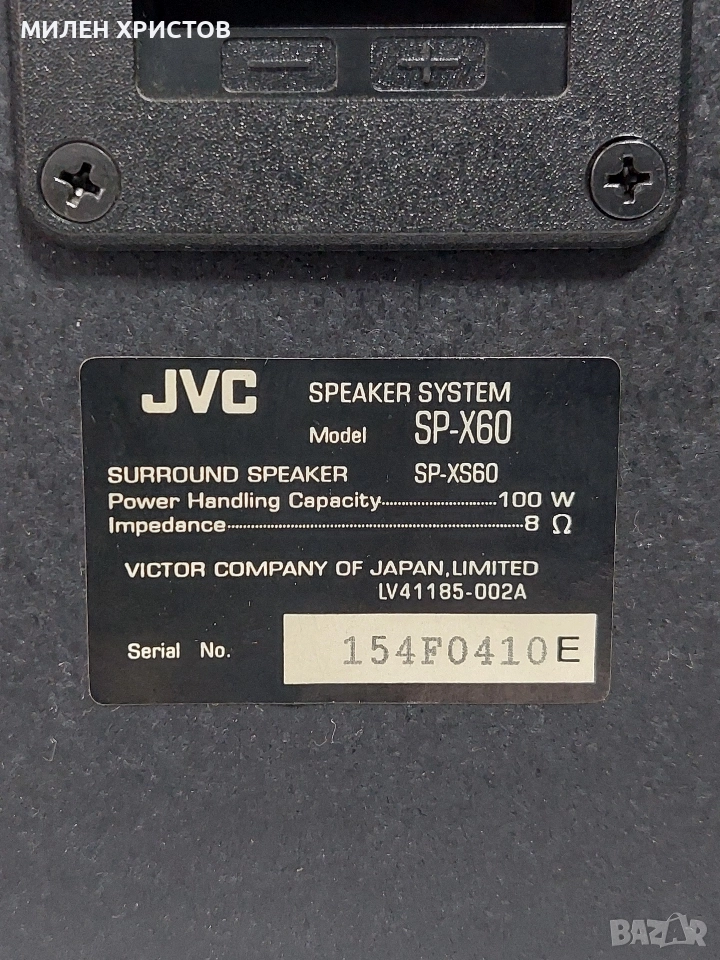 МИЛЕН ХРИСТОВ
− +
JVC SPEAKER SYSTEM
Model SP-X60
SURROUND SPEAKER SP-XS60
Power Handling Capacity 100 W
Impedance 8 Ω
VICTOR COMPANY OF JAPAN,LIMITED
LV41185-002A
Serial No. 154F0410E
BAZAR